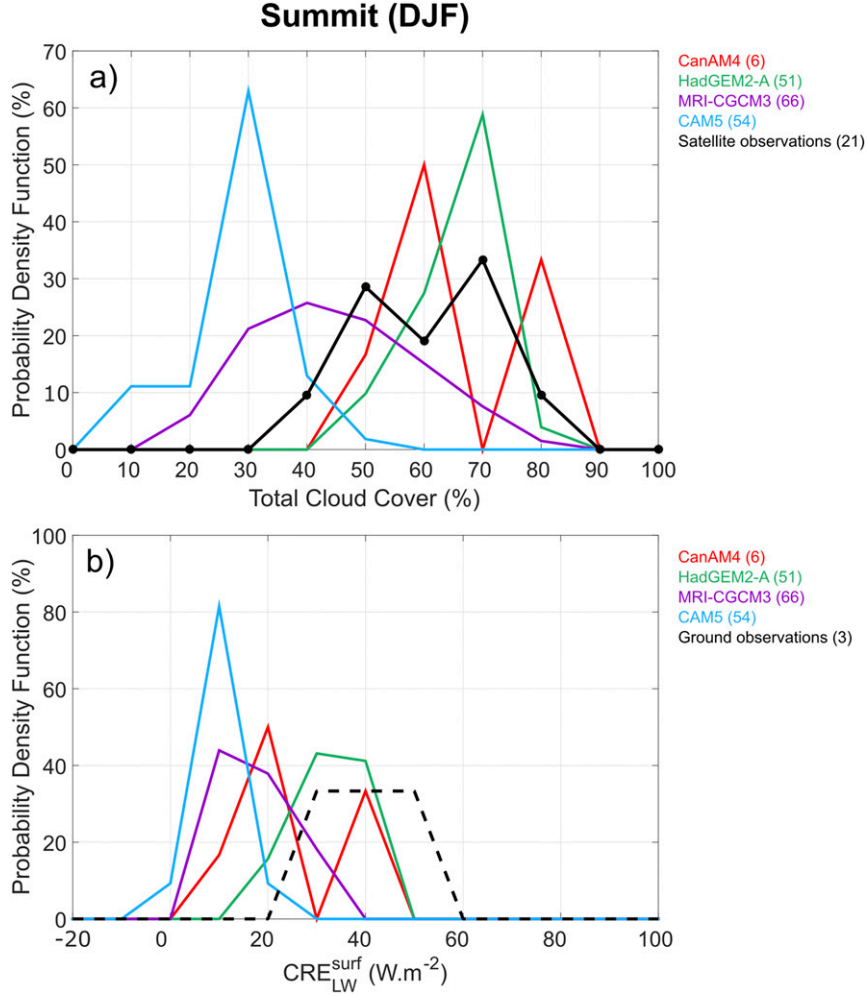 Summit (DJF)
a)
Probability Density Function (%)
70
60
50
40
30
20
10
0
0 10 20 30 40 50 60 70 80 90 100
Total Cloud Cover (%)
CanAM4 (6)
HadGEM2-A (51)
MRI-CGCM3 (66)
CAM5 (54)
Satellite observations (21)
b)
Probability Density Function (%)
100
80
60
40
20
0
-20 0 20 40 60 80 100
CRE_LW^surf (W.m⁻²)
CanAM4 (6)
HadGEM2-A (51)
MRI-CGCM3 (66)
CAM5 (54)
Ground observations (3)